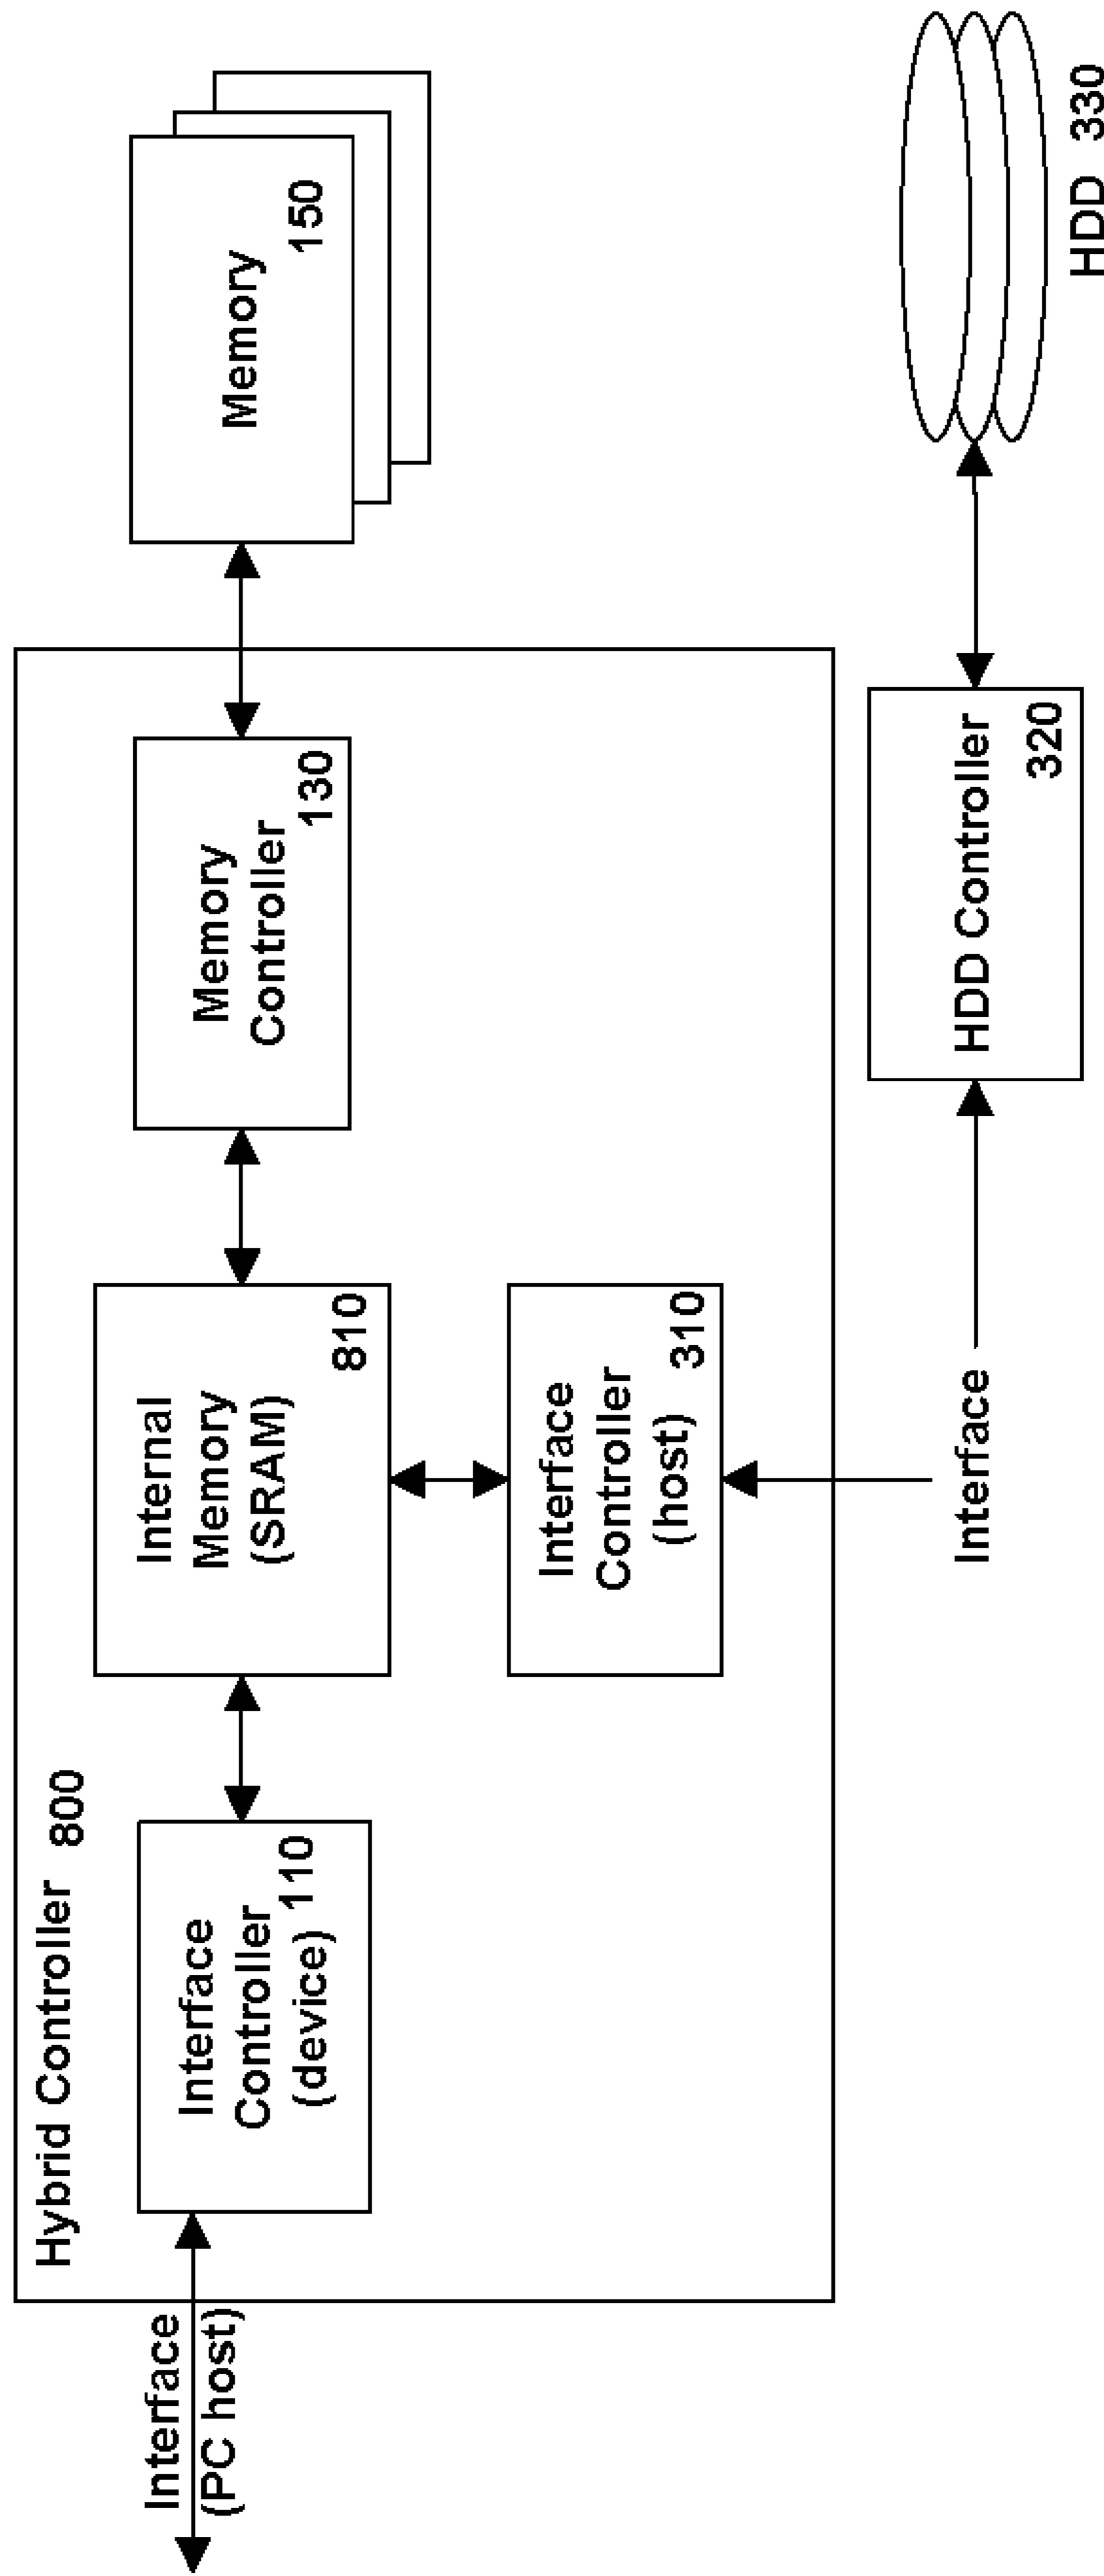 Hybrid Controller 800
Interface
(PC host)
Interface
Controller
(device) 110
Internal
Memory
(SRAM)
810
Memory
Controller
130
Memory
150
Interface
Controller
(host) 310
Interface
HDD Controller
320
HDD 330